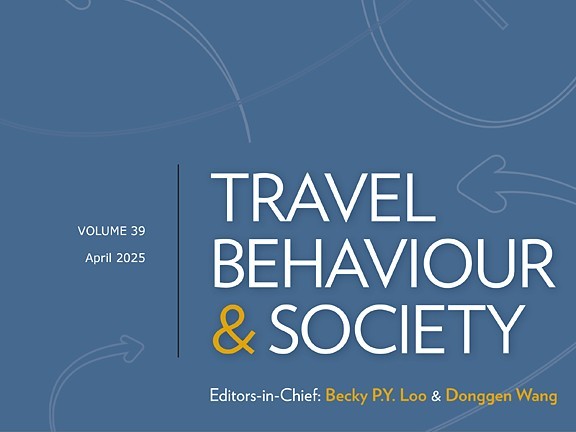 VOLUME 39
April 2025
TRAVEL
BEHAVIOUR
& SOCIETY
Editors-in-Chief: Becky P.Y. Loo & Donggen Wang